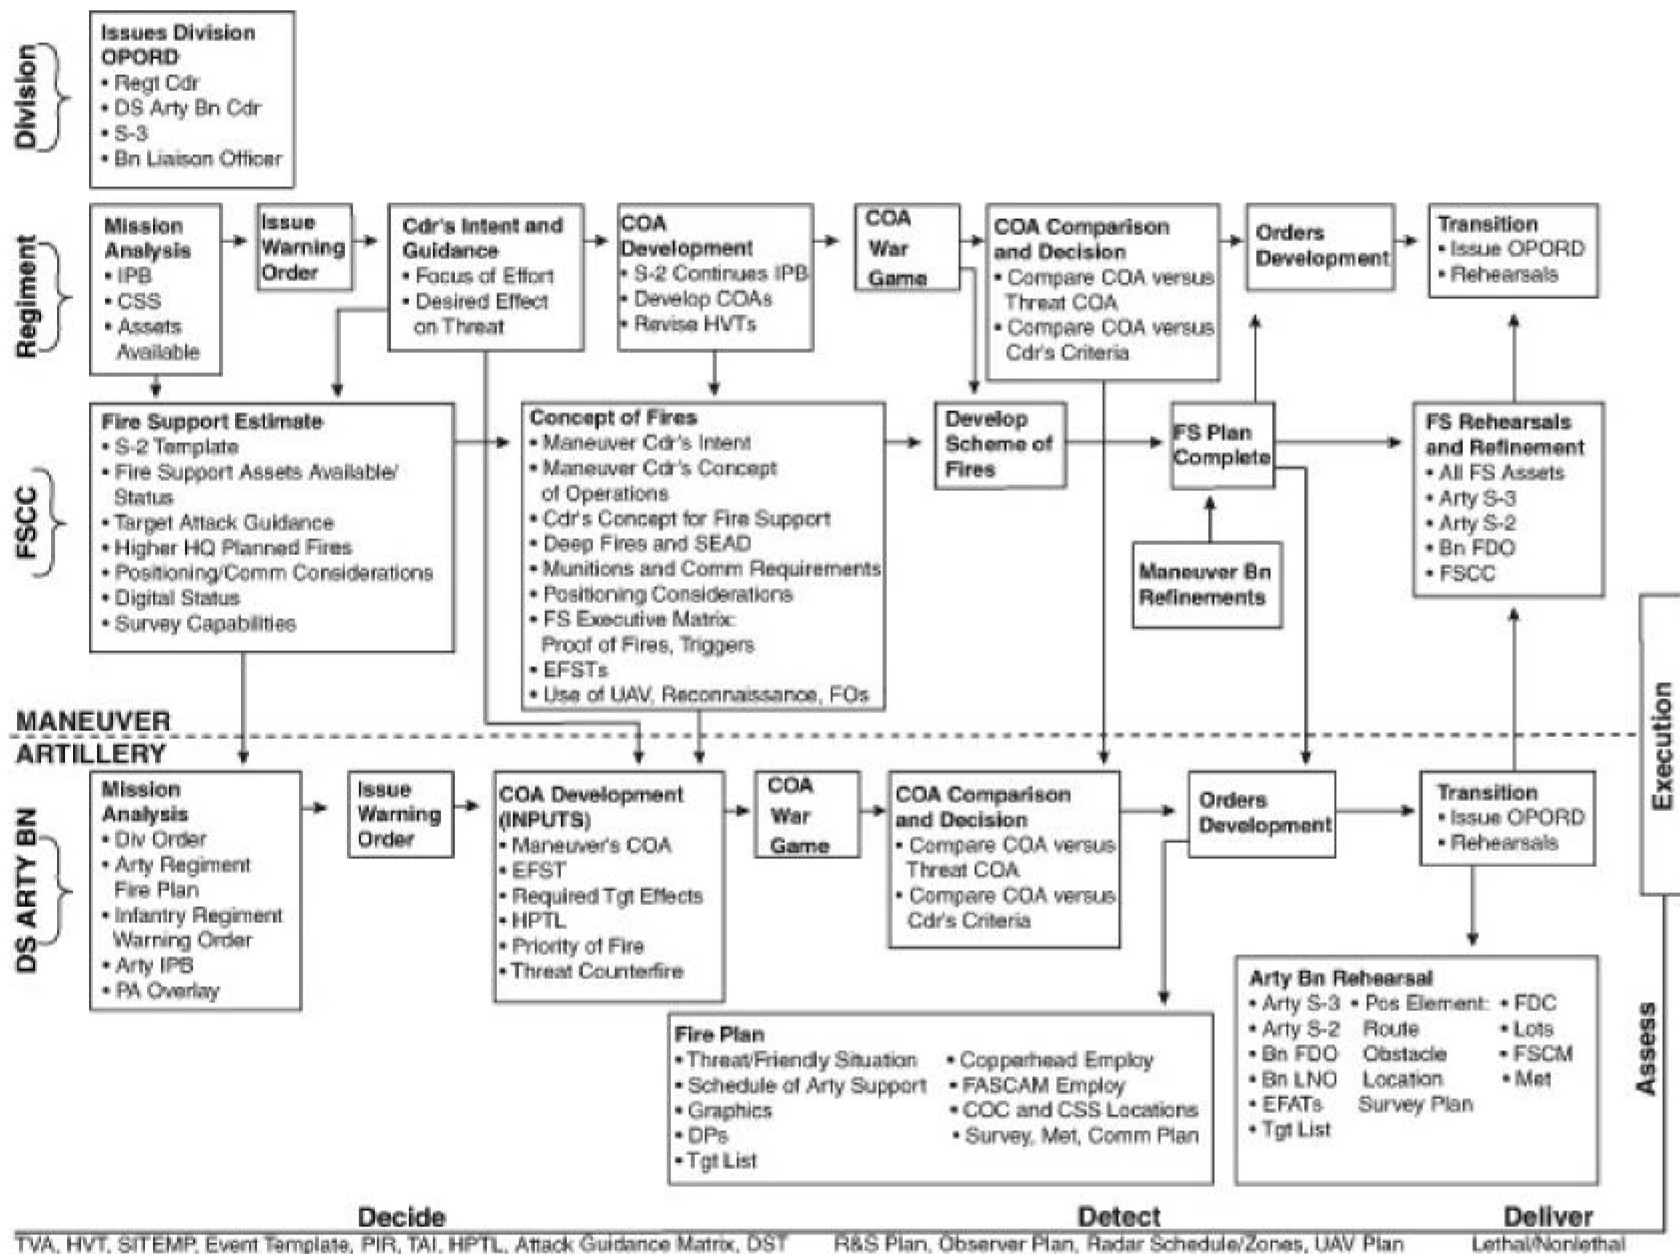 Division
Issues Division
OPORD
• Regt Cdr
• DS Arty Bn Cdr
• S-3
• Bn Liaison Officer
Regiment
Mission
Analysis
• IPB
• CSS
• Assets
Available
Issue
Warning
Order
Cdr's Intent and
Guidance
• Focus of Effort
• Desired Effect
on Threat
COA
Development
• S-2 Continues IPB
• Develop COAs
• Revise HVTs
COA
War
Game
COA Comparison
and Decision
• Compare COA versus
Threat COA
• Compare COA versus
Cdr's Criteria
Orders
Development
Transition
• Issue OPORD
• Rehearsals
FSCC
Fire Support Estimate
• S-2 Template
• Fire Support Assets Available/
Status
• Target Attack Guidance
• Higher HQ Planned Fires
• Positioning/Comm Considerations
• Digital Status
• Survey Capabilities
Concept of Fires
• Maneuver Cdr's Intent
• Maneuver Cdr's Concept
of Operations
• Cdr's Concept for Fire Support
• Deep Fires and SEAD
• Munitions and Comm Requirements
• Positioning Considerations
• FS Executive Matrix:
Proof of Fires, Triggers
• EFSTs
• Use of UAV, Reconnaissance, FOs
Develop
Scheme of
Fires
FS Plan
Complete
Maneuver Bn
Refinements
FS Rehearsals
and Refinement
• All FS Assets
• Arty S-3
• Arty S-2
• Bn FDO
• FSCC
MANEUVER
ARTILLERY
DS ARTY BN
Mission
Analysis
• Div Order
• Arty Regiment
Fire Plan
• Infantry Regiment
Warning Order
• Arty IPB
• PA Overlay
Issue
Warning
Order
COA Development
(INPUTS)
• Maneuver's COA
• EFST
• Required Tgt Effects
• HPTL
• Priority of Fire
• Threat Counterfire
COA
War
Game
COA Comparison
and Decision
• Compare COA versus
Threat COA
• Compare COA versus
Cdr's Criteria
Orders
Development
Transition
• Issue OPORD
• Rehearsals
Fire Plan
• Threat/Friendly Situation
• Schedule of Arty Support
• Graphics
• DPs
• Tgt List
• Copperhead Employ
• FASCAM Employ
• COC and CSS Locations
• Survey, Met, Comm Plan
Arty Bn Rehearsal
• Arty S-3
• Arty S-2
• Bn FDO
• Bn LNO
• EFATs
• Tgt List
• Pos Element:
Route
Obstacle
Location
Survey Plan
• FDC
• Lots
• FSCM
• Met
Execution
Assess
Decide
Detect
Deliver
TVA, HVT, SITEMP, Event Template, PIR, TAI, HPTL, Attack Guidance Matrix, DST
R&S Plan, Observer Plan, Radar Schedule/Zones, UAV Plan
Lethal/Nonlethal